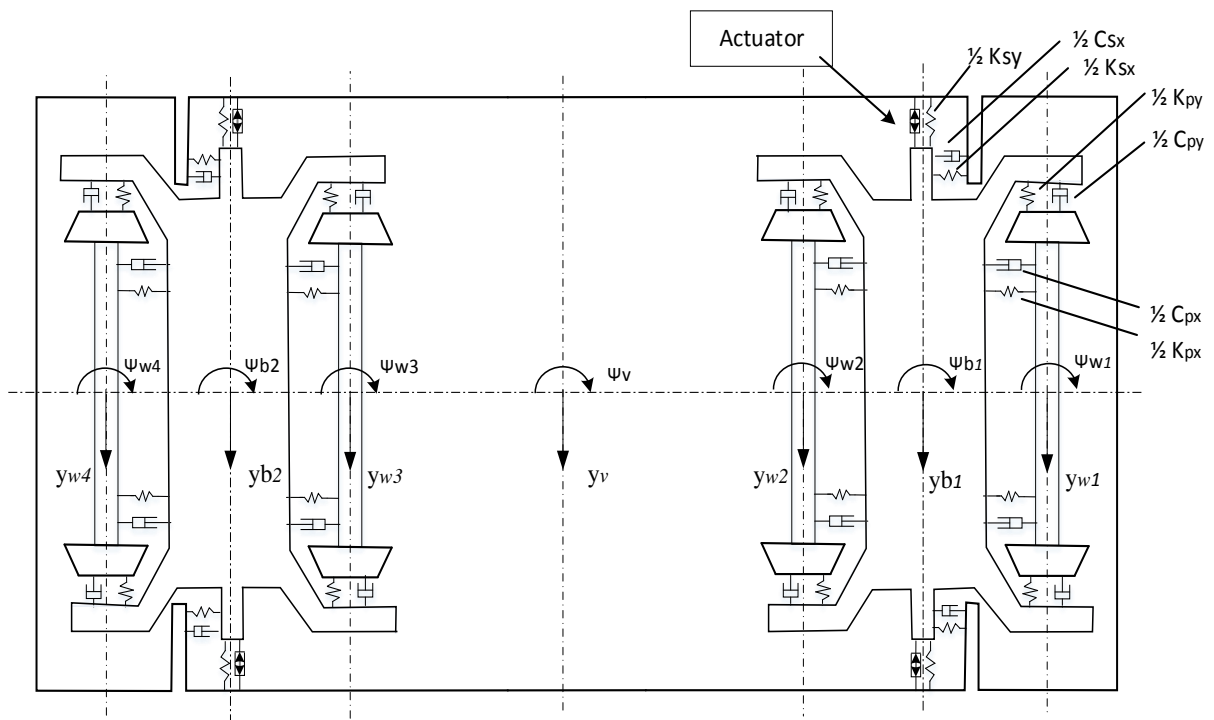 Actuator
½ Ksy
½ Csx
½ Ksx
½ Kpy
½ Cpy
½ Cpx
½ Kpx
Ψw4
Ψb2
Ψw3
Ψv
Ψw2
Ψb1
Ψw1
yw4
yb2
yw3
yv
yw2
yb1
yw1